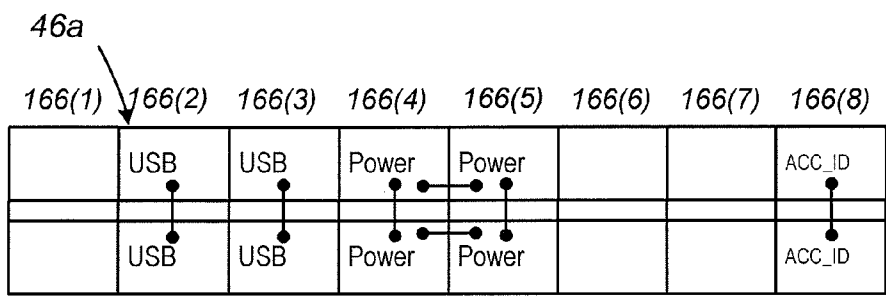 46a
166(1) 166(2) 166(3) 166(4) 166(5) 166(6) 166(7) 166(8)
USB USB Power Power ACC_ID
USB USB Power Power ACC_ID